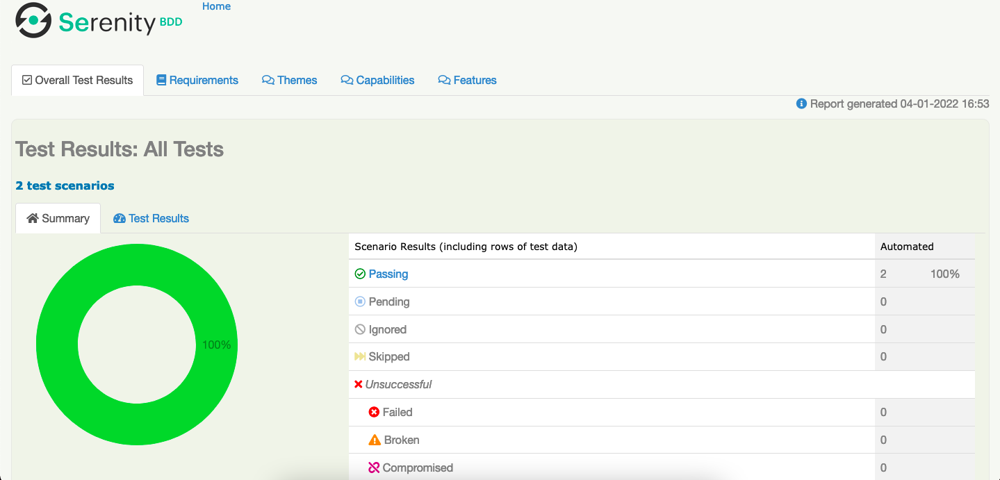 Serenity BDD
Home
Overall Test Results
Requirements
Themes
Capabilities
Features
Report generated 04-01-2022 16:53
Test Results: All Tests
2 test scenarios
Summary
Test Results
100%
Scenario Results (including rows of test data) Automated
Passing 2 100%
Pending 0
Ignored 0
Skipped 0
Unsuccessful
Failed 0
Broken 0
Compromised 0